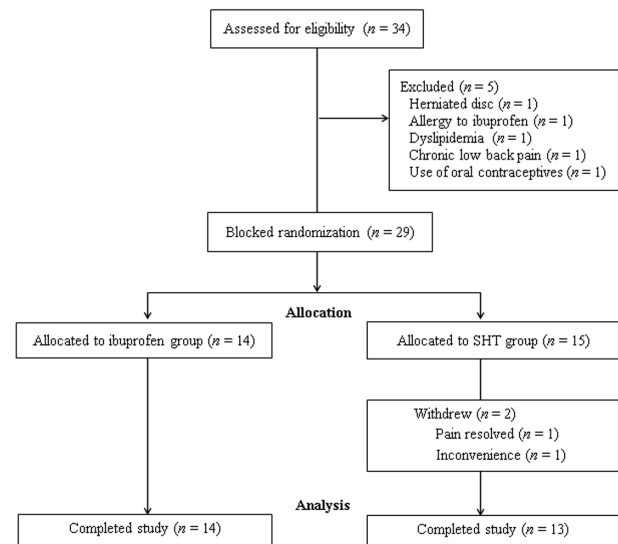 Assessed for eligibility (n = 34)
Excluded (n = 5)
Herniated disc (n = 1)
Allergy to ibuprofen (n = 1)
Dyslipidemia (n = 1)
Chronic low back pain (n = 1)
Use of oral contraceptives (n = 1)
Blocked randomization (n = 29)
Allocation
Allocated to ibuprofen group (n = 14)
Allocated to SHT group (n = 15)
Withdrew (n = 2)
Pain resolved (n = 1)
Inconvenience (n = 1)
Analysis
Completed study (n = 14)
Completed study (n = 13)